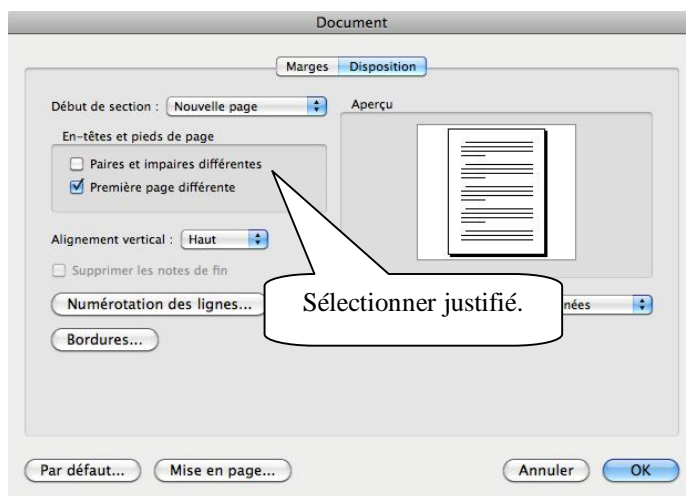 Document
Marges Disposition
Début de section : Nouvelle page
Aperçu
En-têtes et pieds de page
Paires et impaires différentes
Première page différente
Alignement vertical : Haut
Supprimer les notes de fin
Numérotation des lignes...
Sélectionner justifié.
nées
Bordures...
Par défaut... Mise en page... Annuler OK